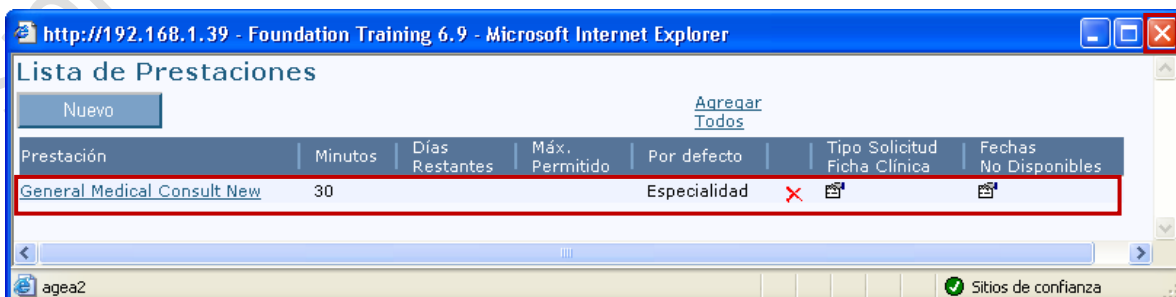 http://192.168.1.39 - Foundation Training 6.9 - Microsoft Internet Explorer
Lista de Prestaciones
Nuevo
Agregar
Todos
Prestación Minutos Días Restantes Máx. Permitido Por defecto Tipo Solicitud Ficha Clínica Fechas No Disponibles
General Medical Consult New 30 Especialidad
agea2 Sitios de confianza